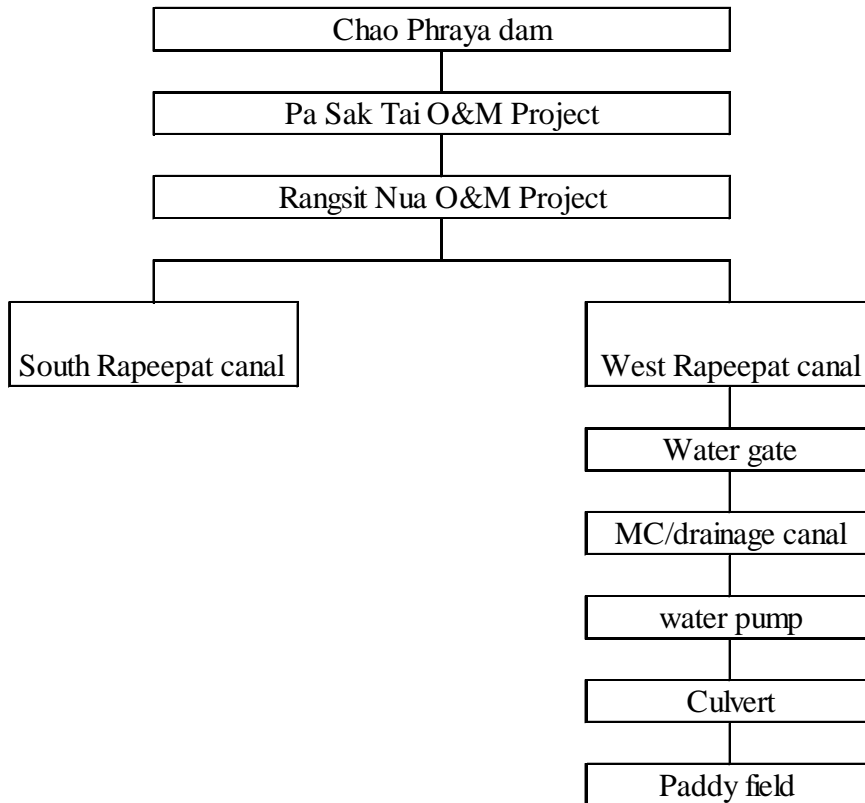 Chao Phraya dam
Pa Sak Tai O&M Project
Rangsit Nua O&M Project
South Rapeepat canal
West Rapeepat canal
Water gate
MC/drainage canal
water pump
Culvert
Paddy field